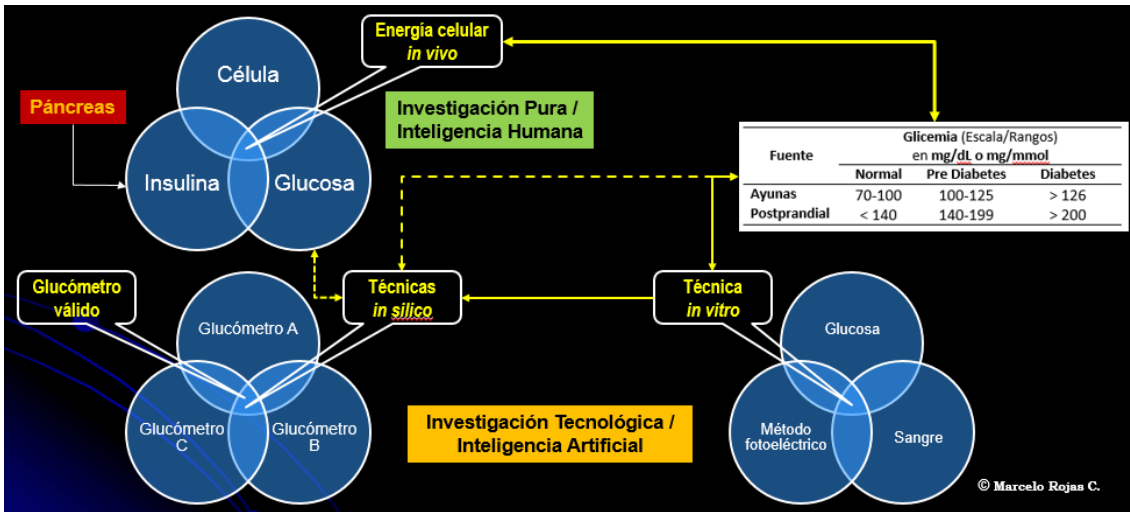 Energía celular
in vivo
Célula
Páncreas
Investigación Pura /
Inteligencia Humana
Insulina
Glucosa
Fuente
Glicemia (Escala/Rangos)
en mg/dL o mg/mmol
Normal Pre Diabetes Diabetes
Ayunas 70-100 100-125 > 126
Postprandial < 140 140-199 > 200
Glucómetro
válido
Técnicas
in silico
Técnica
in vitro
Glucómetro A
Glucómetro
C
Glucómetro
B
Investigación Tecnológica /
Inteligencia Artificial
Glucosa
Método
fotoeléctrico
Sangre
© Marcelo Rojas C.